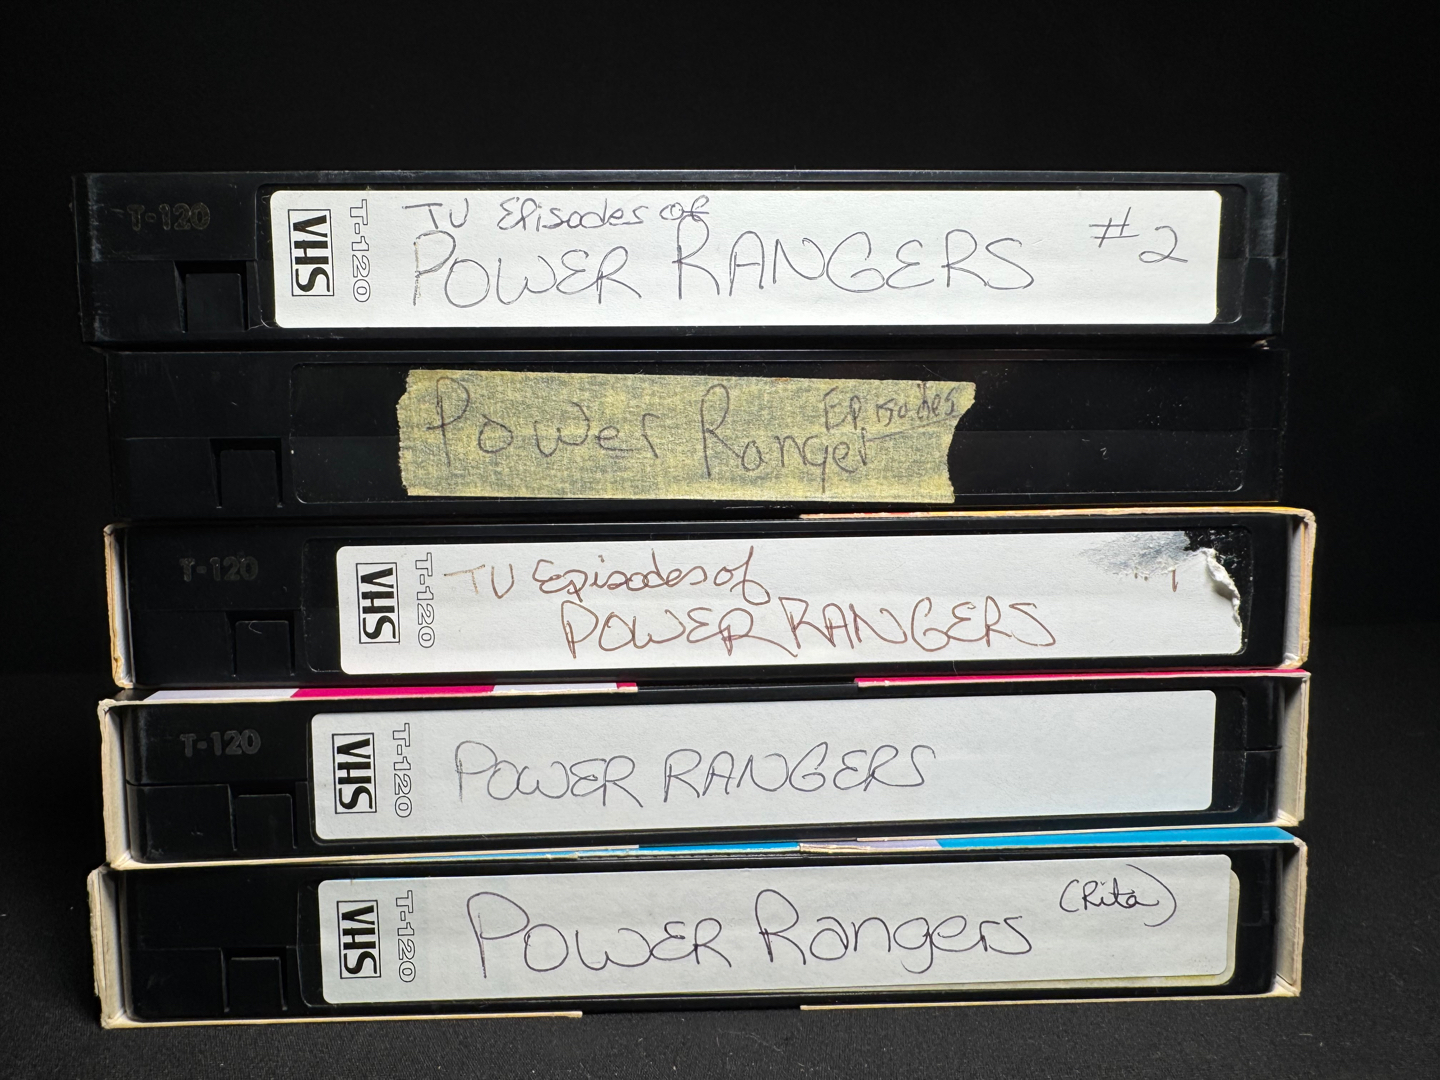 T-120
VHS
T-120
TV Episodes of
POWER RANGERS
#2
Power Ranger
Episodes
T-120
VHS
T-120
TV Episodes of
POWER RANGERS
T-120
VHS
T-120
POWER RANGERS
VHS
T-120
Power Rangers
(Rita)